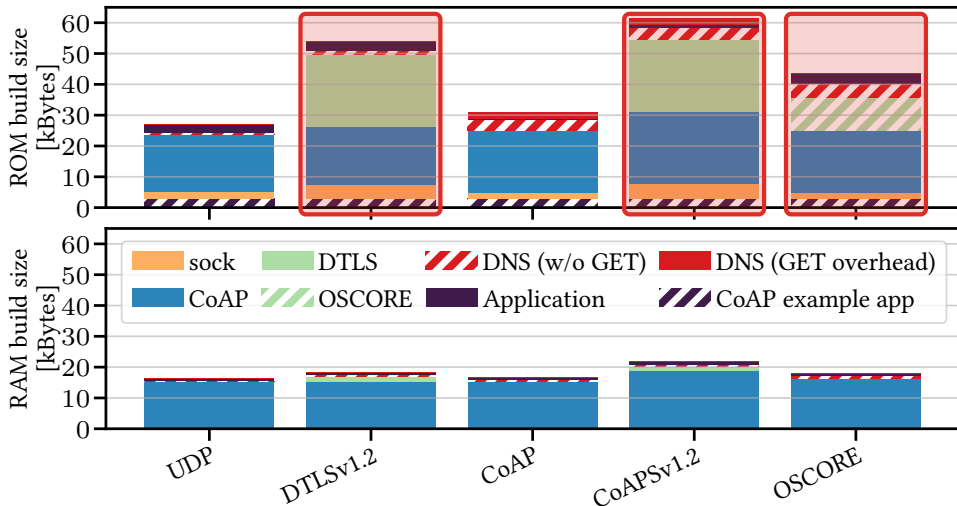 ROM build size
[kBytes]
60
50
40
30
20
10
0
RAM build size
[kBytes]
60
50
40
30
20
10
0
sock
DTLS
DNS (w/o GET)
DNS (GET overhead)
CoAP
OSCORE
Application
CoAP example app
UDP
DTLSv1.2
CoAP
CoAPSv1.2
OSCORE